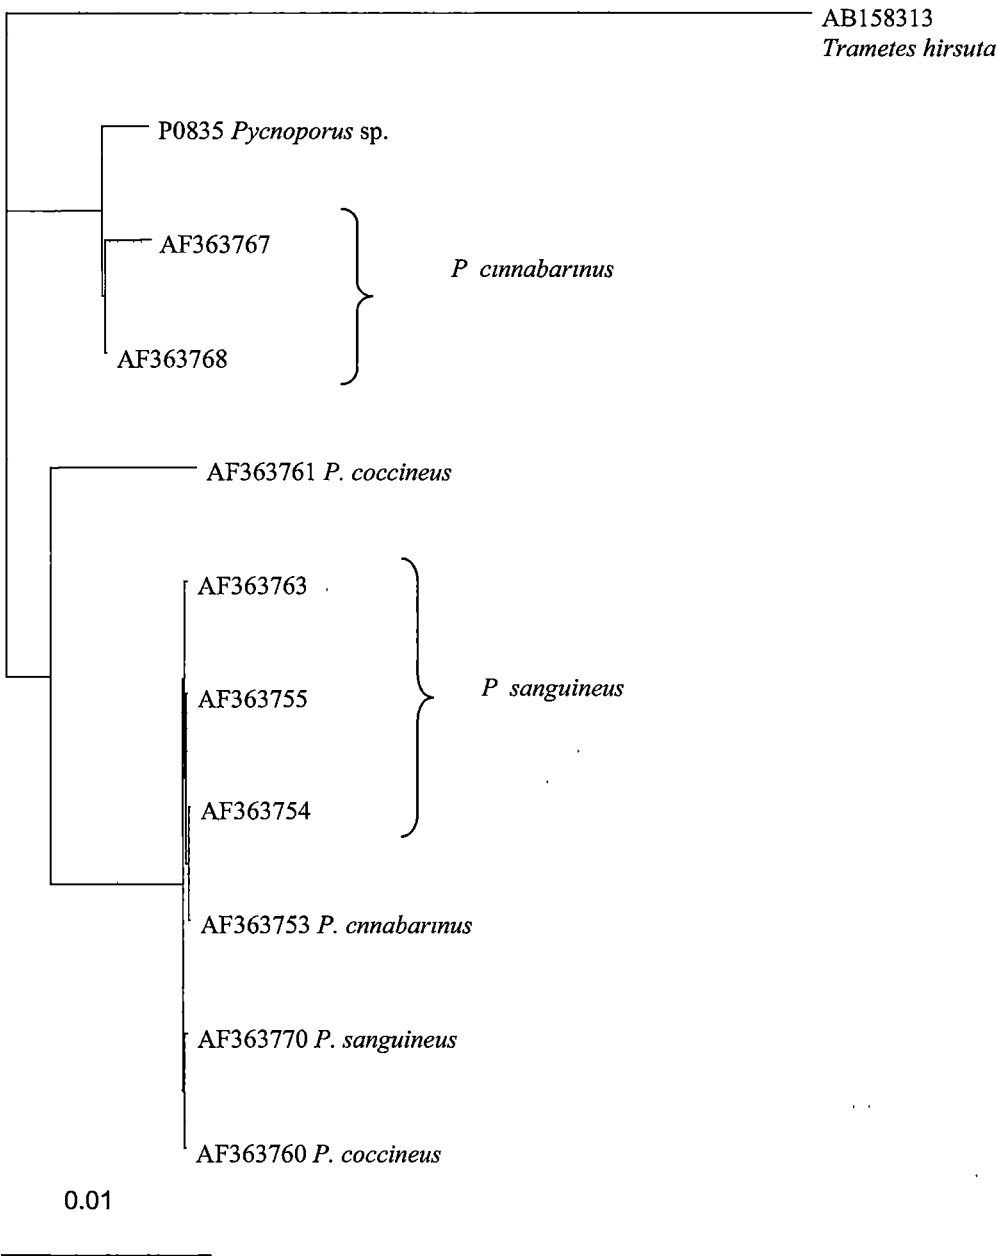 AB158313
Trametes hirsuta
P0835 Pycnoporus sp.
AF363767
P cınnabarınus
AF363768
AF363761 P. coccineus
AF363763
P sanguineus
AF363755
AF363754
AF363753 P. cnnabarınus
AF363770 P. sanguineus
AF363760 P. coccineus
0.01